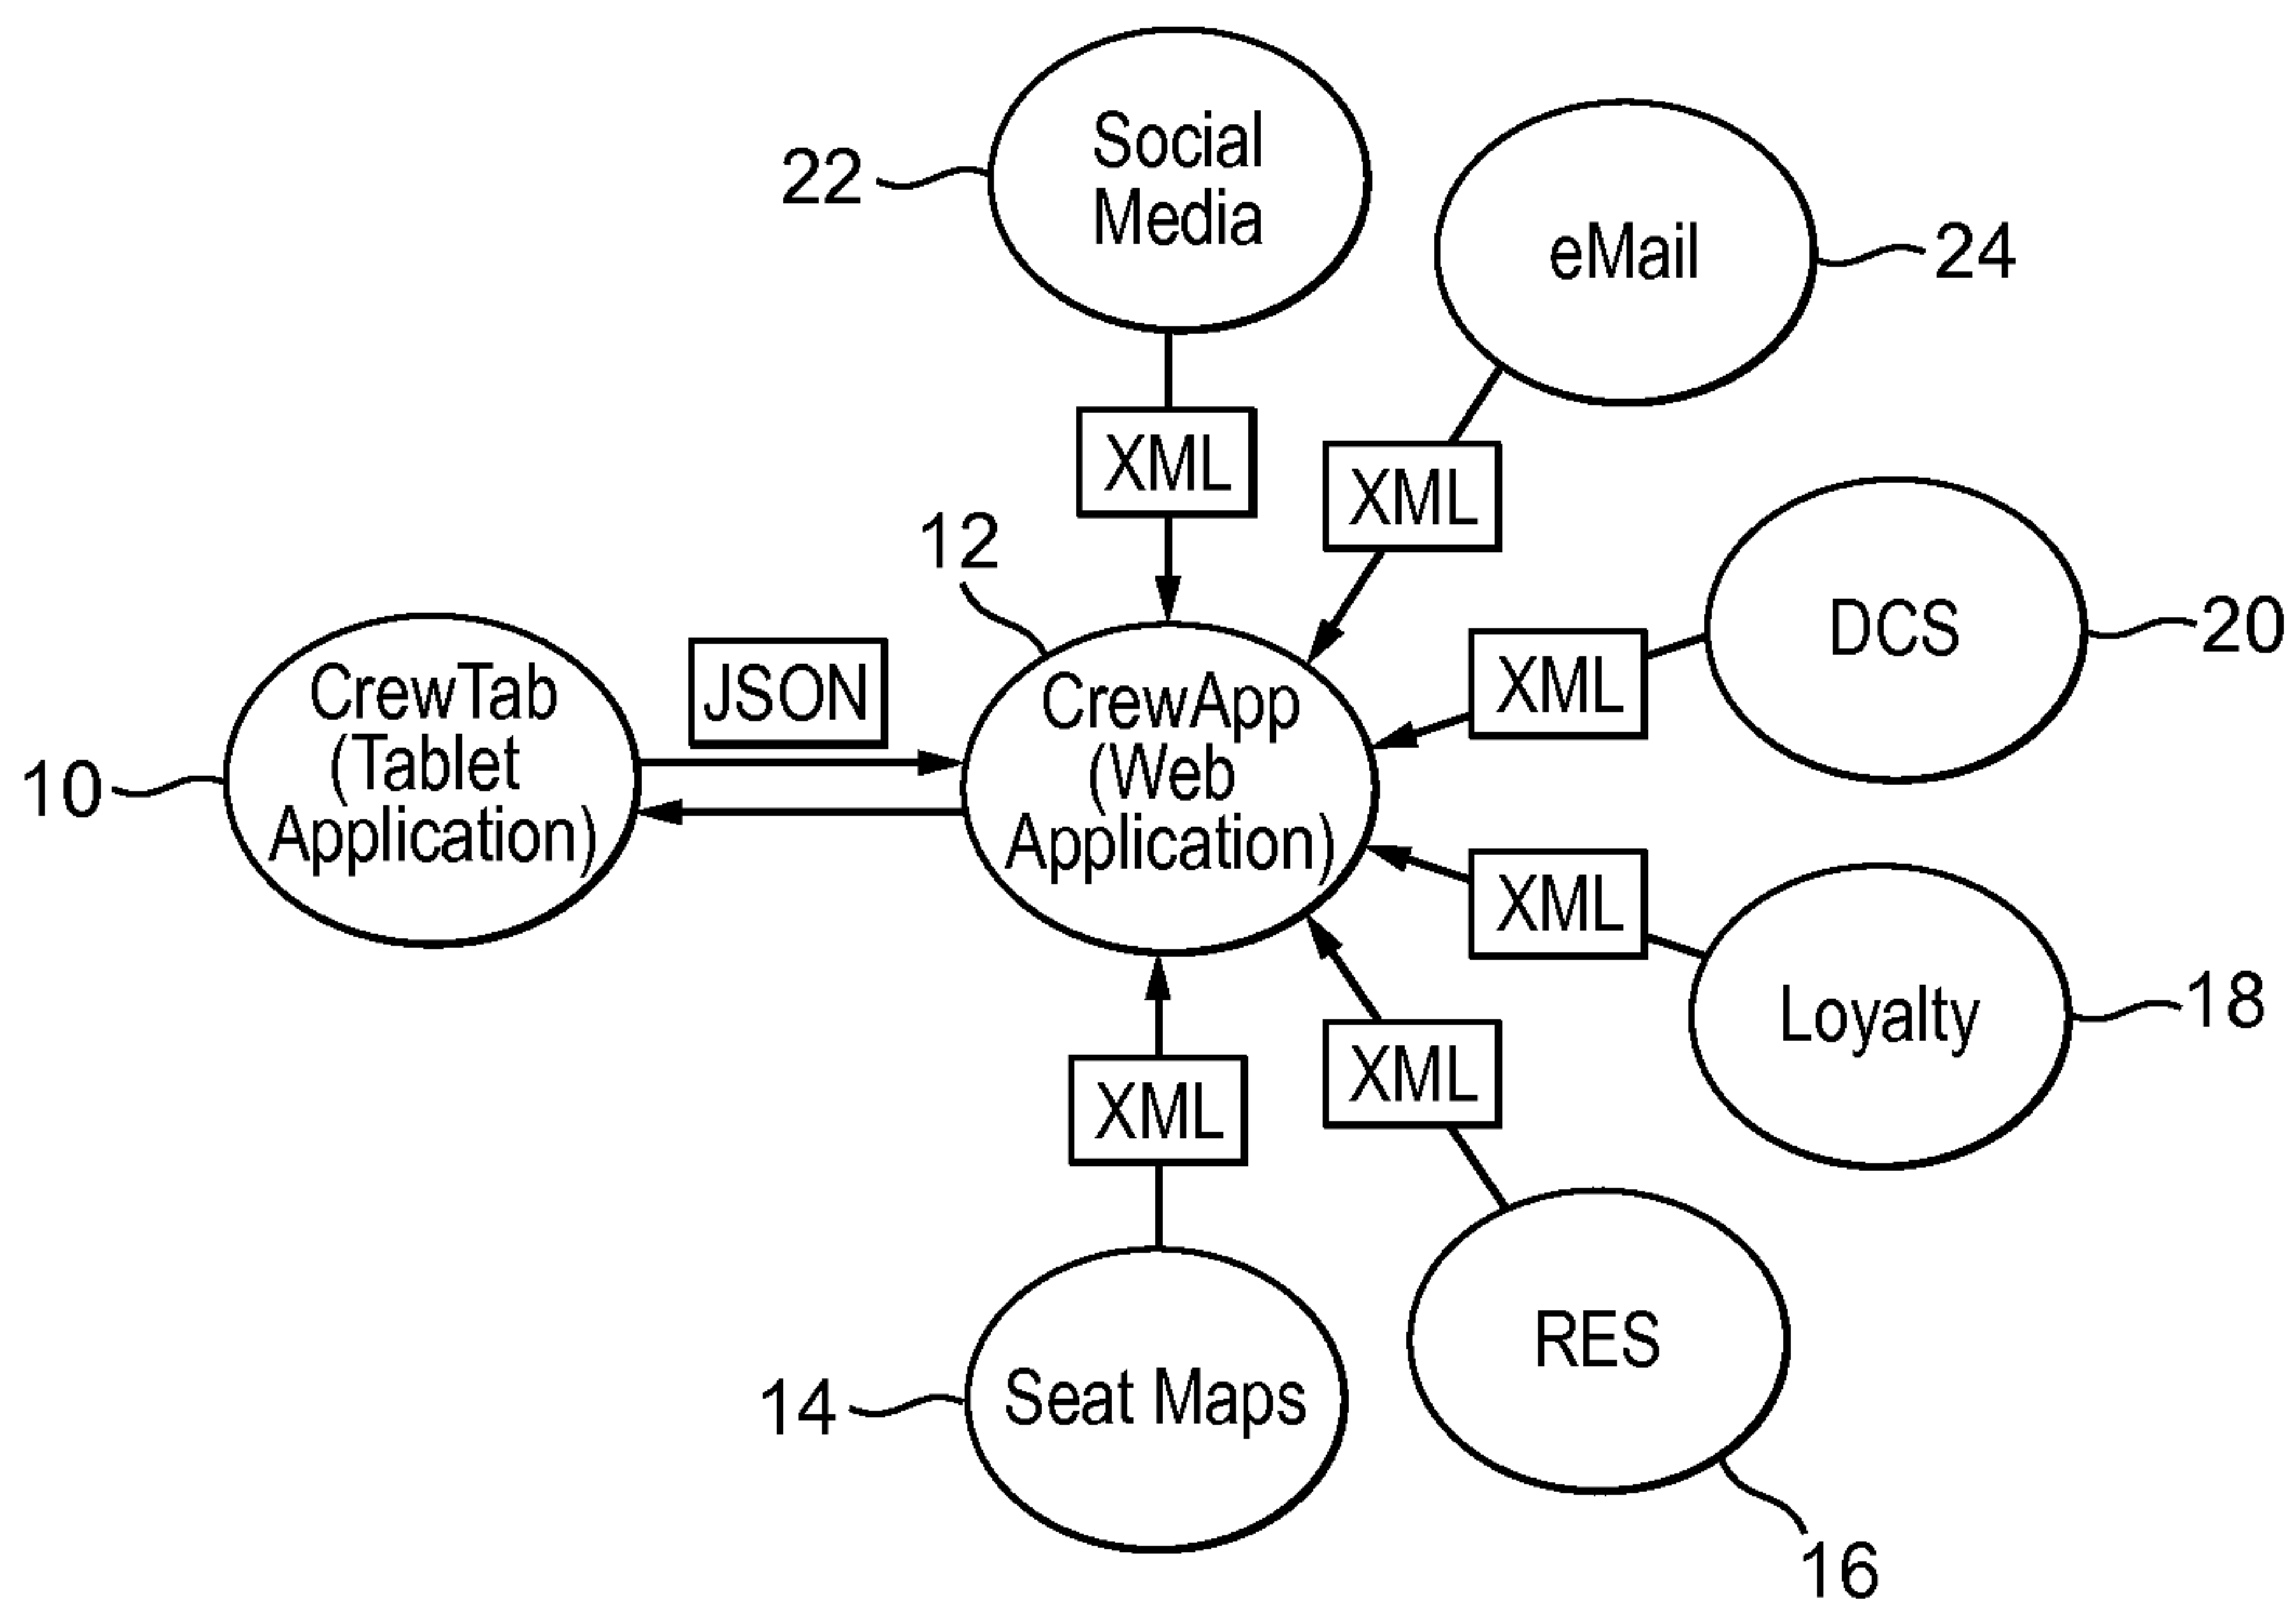 Social
Media
22
eMail
24
XML
XML
12
DCS
20
XML
JSON
CrewTab
(Tablet
Application)
10
CrewApp
(Web
Application)
XML
Loyalty
18
XML
XML
RES
16
Seat Maps
14